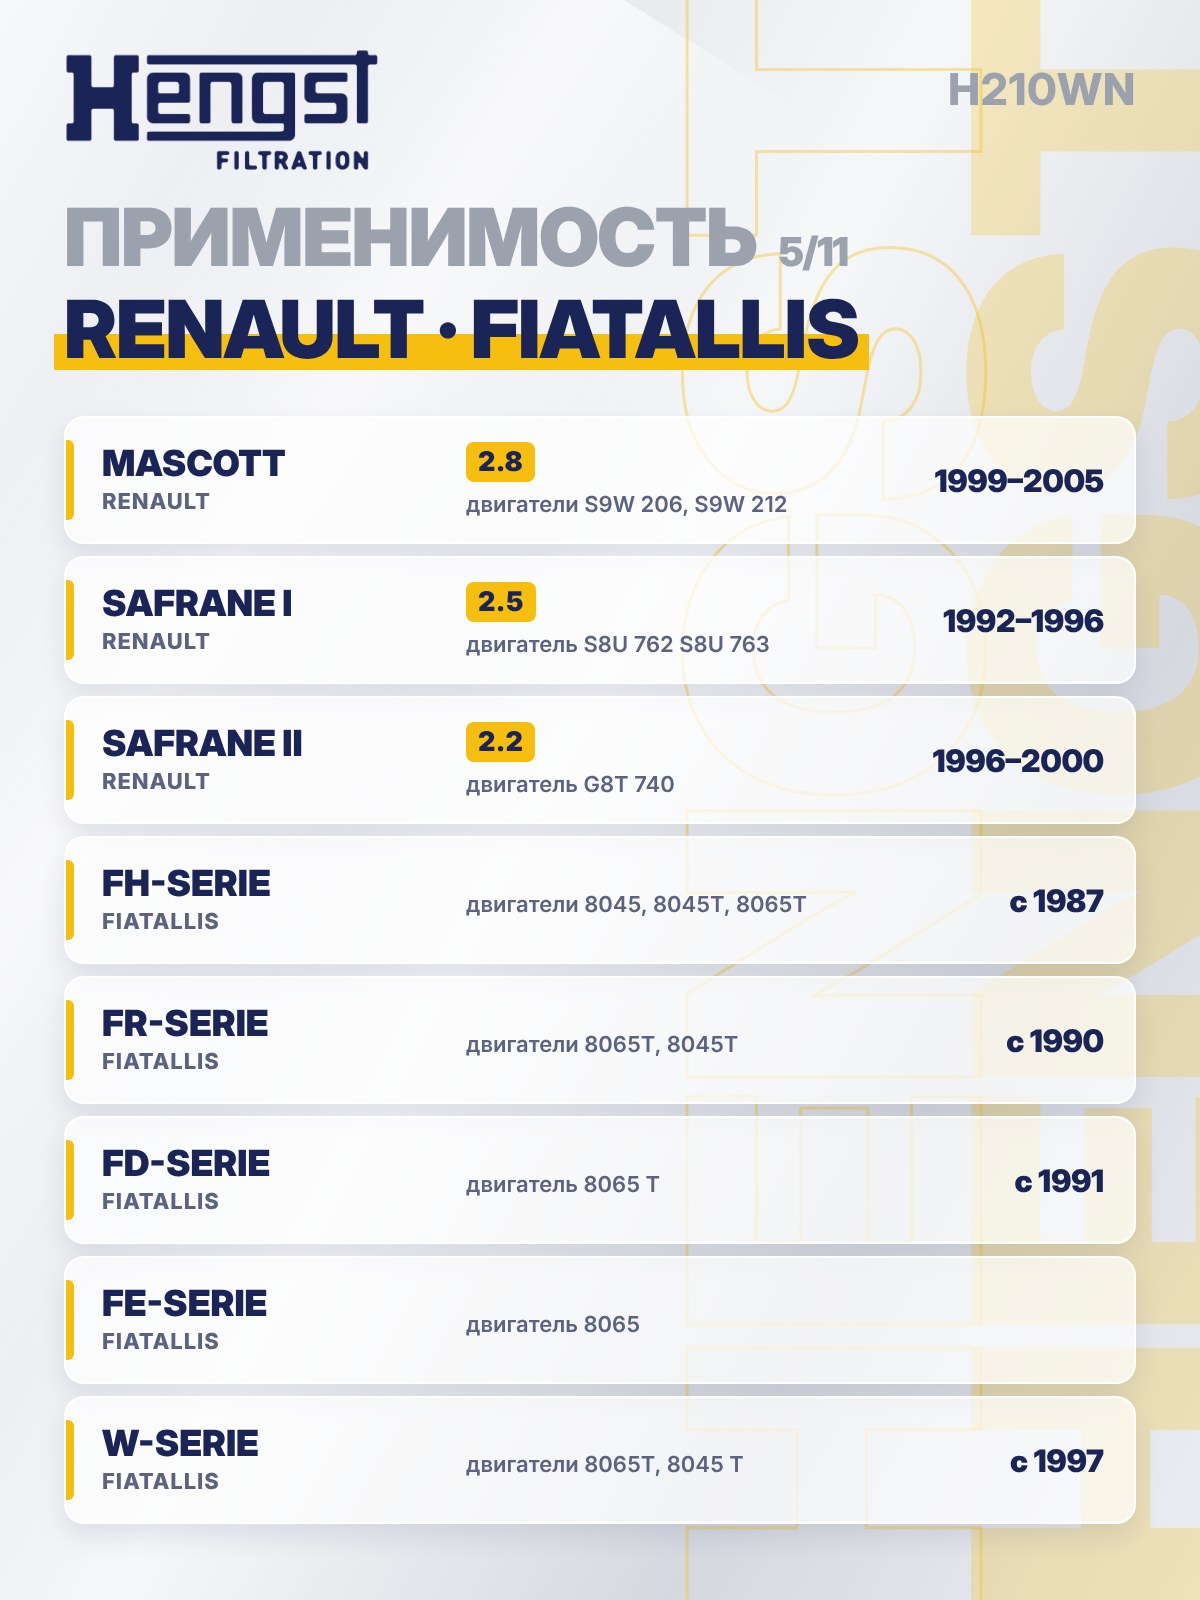 Hengst
FILTRATION
H210WN
ПРИМЕНИМОСТЬ 5/11
RENAULT · FIATALLIS
MASCOTT
RENAULT
2.8
двигатели S9W 206, S9W 212
1999–2005
SAFRANE I
RENAULT
2.5
двигатель S8U 762 S8U 763
1992–1996
SAFRANE II
RENAULT
2.2
двигатель G8T 740
1996–2000
FH-SERIE
FIATALLIS
двигатели 8045, 8045T, 8065T
с 1987
FR-SERIE
FIATALLIS
двигатели 8065T, 8045T
с 1990
FD-SERIE
FIATALLIS
двигатель 8065 T
с 1991
FE-SERIE
FIATALLIS
двигатель 8065
W-SERIE
FIATALLIS
двигатели 8065T, 8045 T
с 1997
HENGST
HENGST